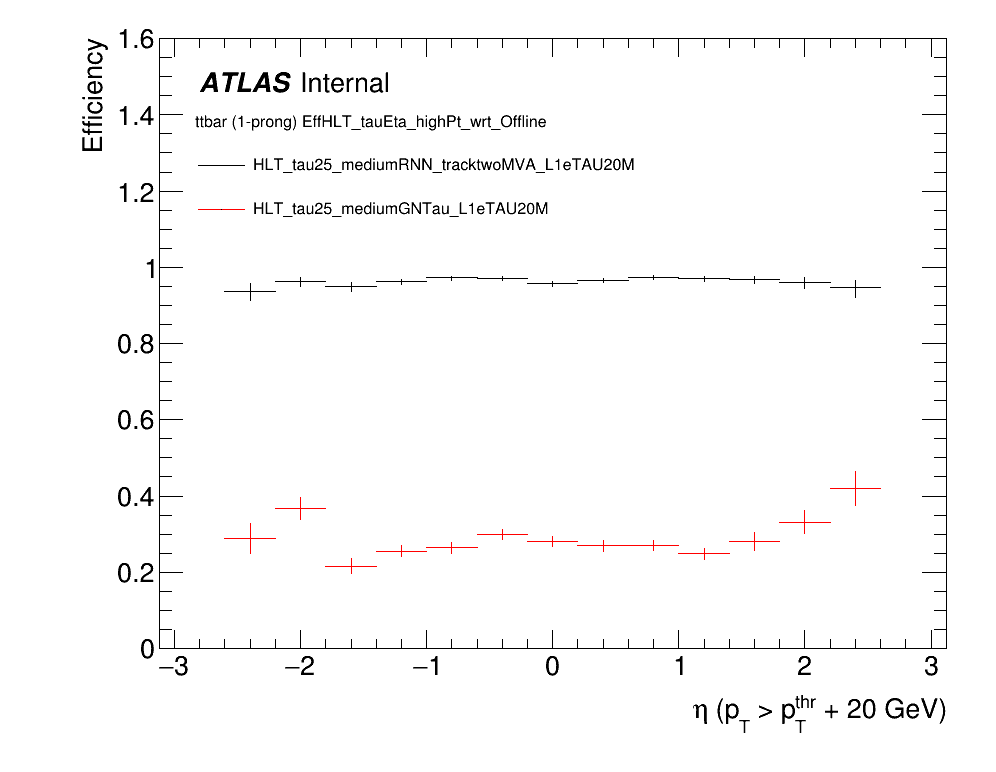 ATLAS Internal
ttbar (1-prong) EffHLT_tauEta_highPt_wrt_Offline
HLT_tau25_mediumRNN_tracktwoMVA_L1eTAU20M
HLT_tau25_mediumGNTau_L1eTAU20M
Efficiency
1.6
1.4
1.2
1
0.8
0.6
0.4
0.2
0
−3 −2 −1 0 1 2 3
η (p_T > p_T^thr + 20 GeV)